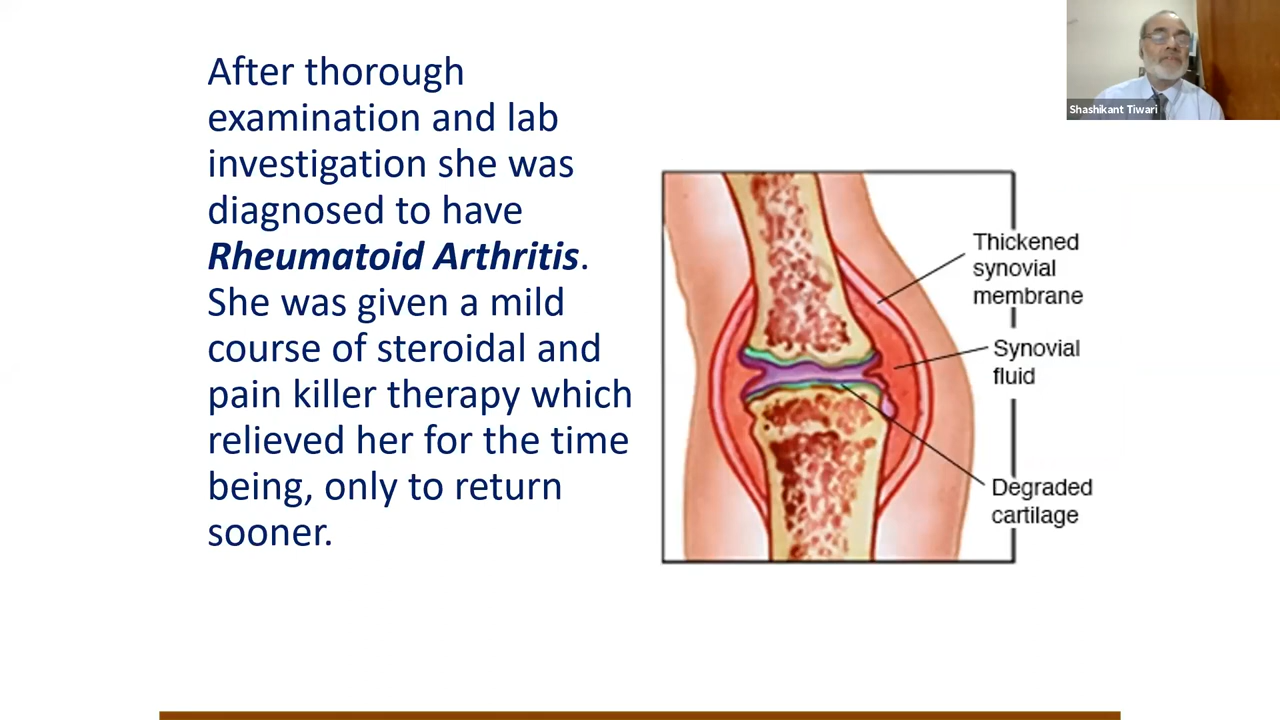 After thorough
examination and lab
investigation she was
diagnosed to have
Rheumatoid Arthritis.
She was given a mild
course of steroidal and
pain killer therapy which
relieved her for the time
being, only to return
sooner.
Thickened
synovial
membrane
Synovial
fluid
Degraded
cartilage
Shashikant Tiwari